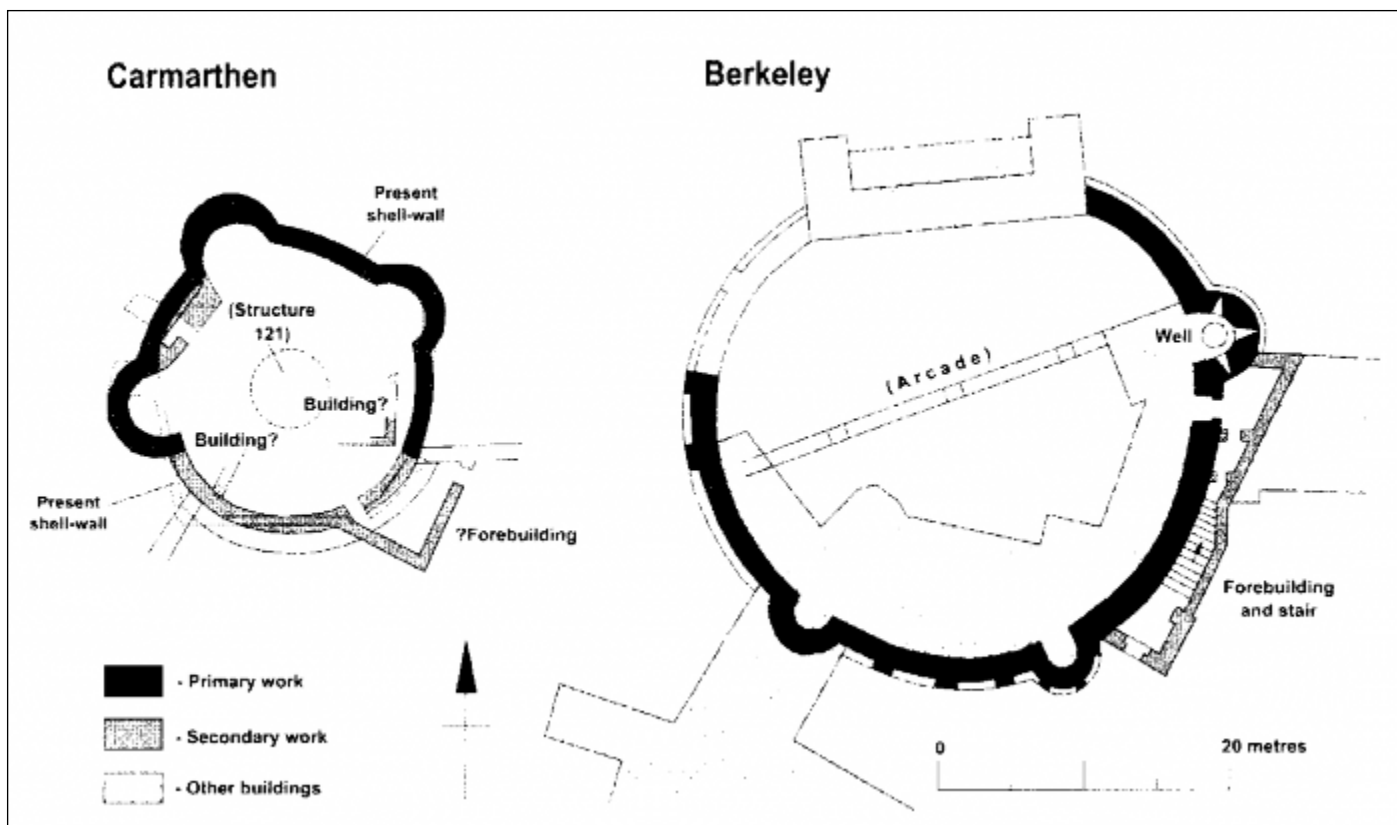 Carmarthen
Berkeley
Present
shell-wall
(Structure
121)
Building?
Building?
Present
shell-wall
?Forebuilding
Well
(Arcade)
Forebuilding
and stair
- Primary work
- Secondary work
- Other buildings
0
20 metres